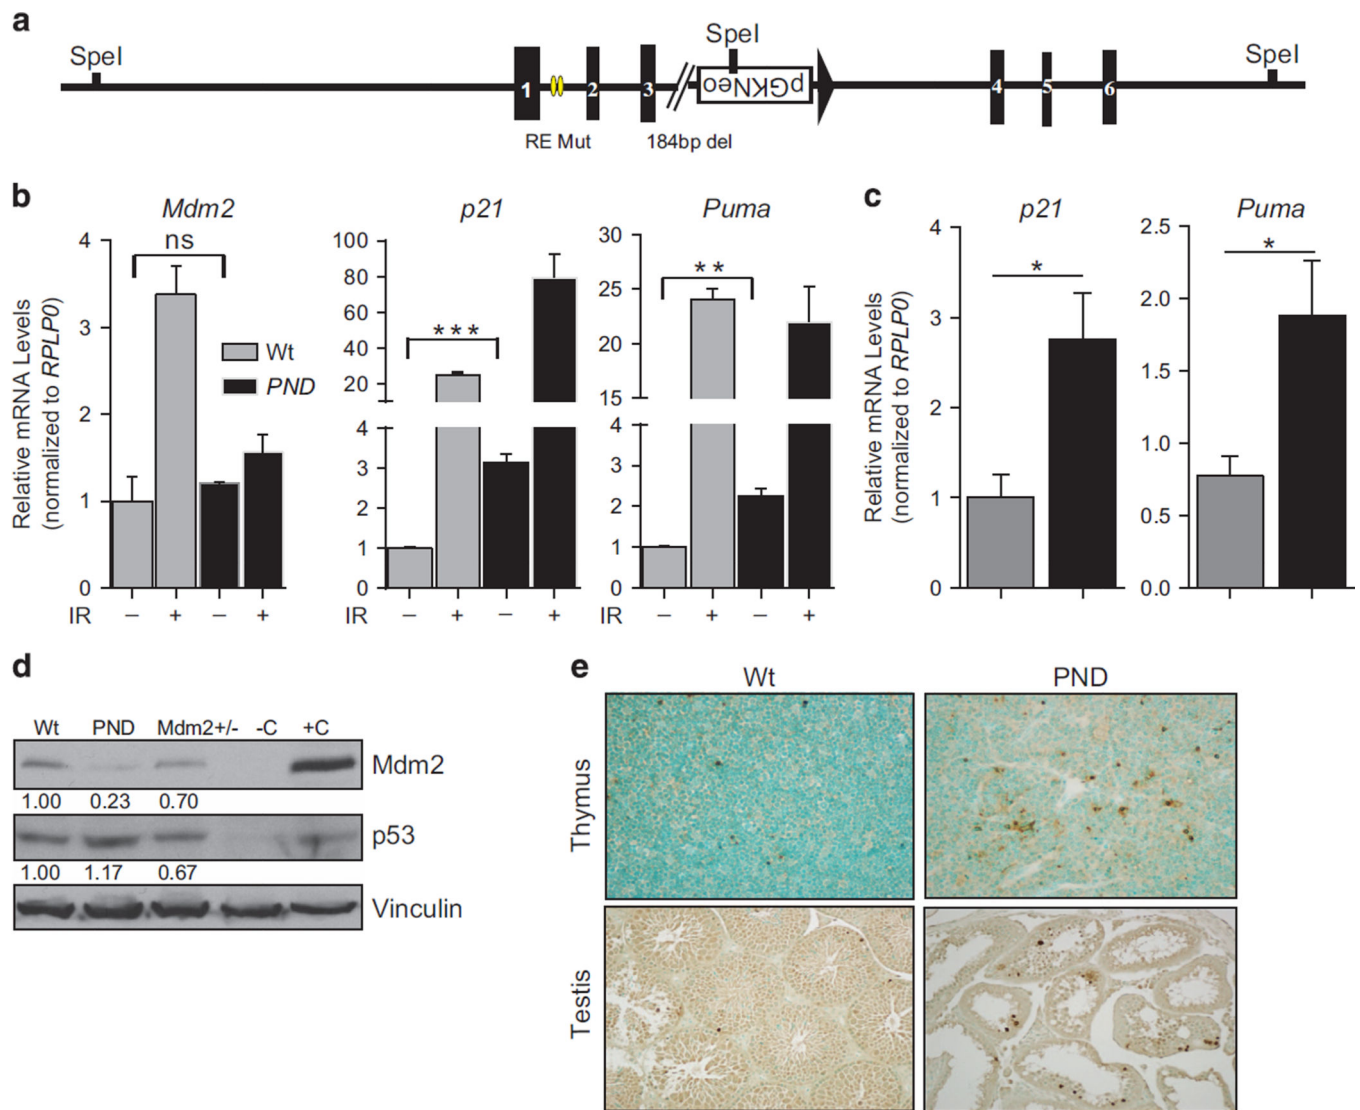 a
SpeI
SpeI
SpeI
1
2
3
pGKNeo
4
5
6
RE Mut
184bp del
b
Mdm2
p21
Puma
Relative mRNA Levels
(normalized to RPLP0)
4
3
2
1
0
ns
Wt
PND
100
80
60
40
20
4
3
2
1
0
***
30
25
20
15
4
3
2
1
0
**
IR − + − +
IR − + − +
IR − + − +
c
p21
Puma
Relative mRNA Levels
(normalized to RPLP0)
4
3
2
1
0
*
2.5
2.0
1.5
1.0
0.5
0.0
*
d
Wt PND Mdm2+/- -C +C
Mdm2
1.00 0.23 0.70
p53
1.00 1.17 0.67
Vinculin
e
Wt PND
Thymus
Testis